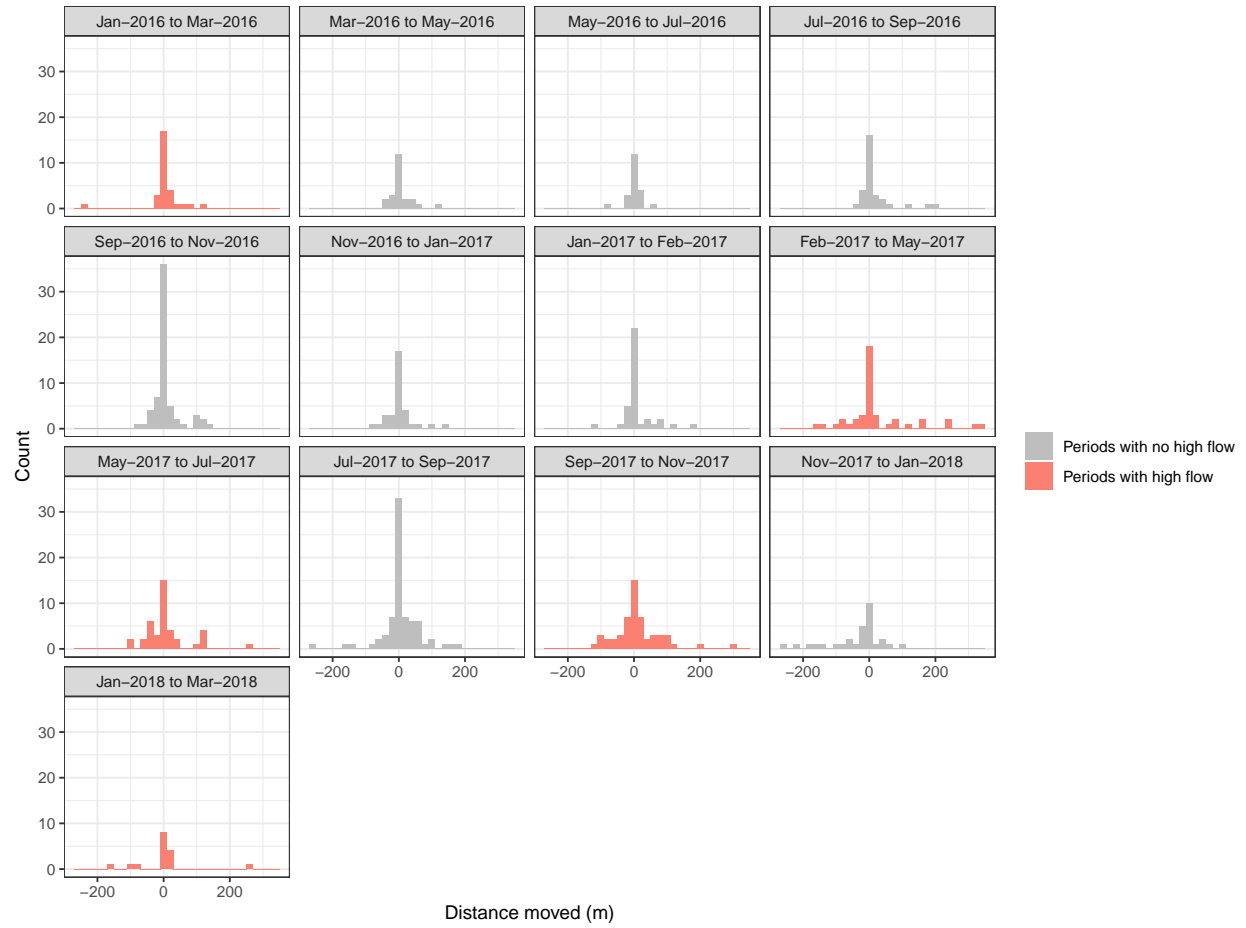 Jan−2016 to Mar−2016
Mar−2016 to May−2016
May−2016 to Jul−2016
Jul−2016 to Sep−2016
30
20
10
0
Sep−2016 to Nov−2016
Nov−2016 to Jan−2017
Jan−2017 to Feb−2017
Feb−2017 to May−2017
30
20
10
0
Count
Periods with no high flow
Periods with high flow
May−2017 to Jul−2017
Jul−2017 to Sep−2017
Sep−2017 to Nov−2017
Nov−2017 to Jan−2018
30
20
10
0
−200 0 200
−200 0 200
−200 0 200
Jan−2018 to Mar−2018
30
20
10
0
−200 0 200
Distance moved (m)